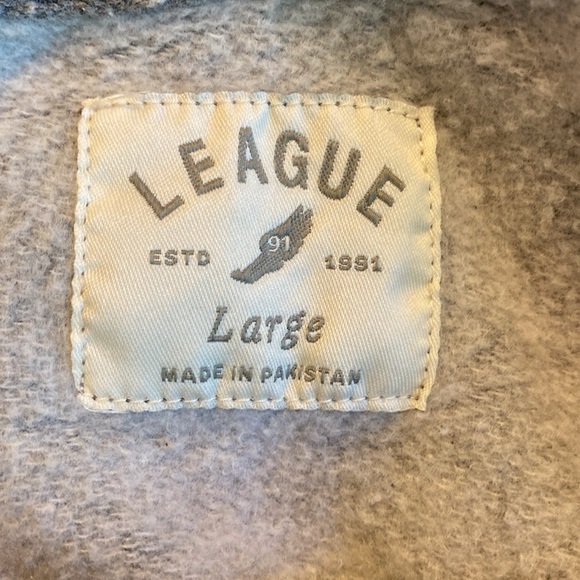 LEAGUE
ESTD 91 1991
Large
MADE IN PAKISTAN